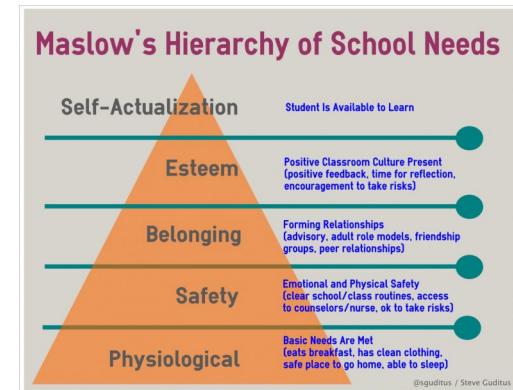 Maslow's Hierarchy of School Needs
Self-Actualization
Student Is Available to Learn
Esteem
Positive Classroom Culture Present
(positive feedback, time for reflection,
encouragement to take risks)
Belonging
Forming Relationships
(advisory, adult role models, friendship
groups, peer relationships)
Safety
Emotional and Physical Safety
(clear school/class routines, access
to counselors/nurse, ok to take risks)
Physiological
Basic Needs Are Met
(eats breakfast, has clean clothing,
safe place to go home, able to sleep)
@sguditus / Steve Guditus